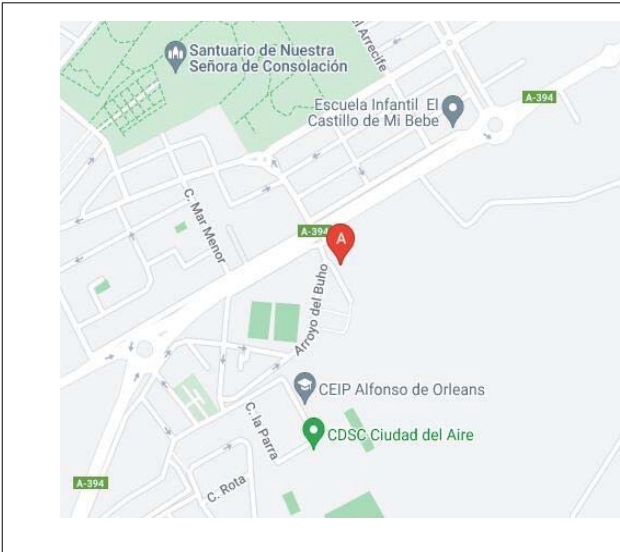 Santuario de Nuestra
Señora de Consolación
El Arrecife
Escuela Infantil El
Castillo de Mi Bebe
A-394
C. Mar Menor
A-394
A
Arroyo del Buho
CEIP Alfonso de Orleans
C. la Parra
CDSC Ciudad del Aire
A-394
C. Rota